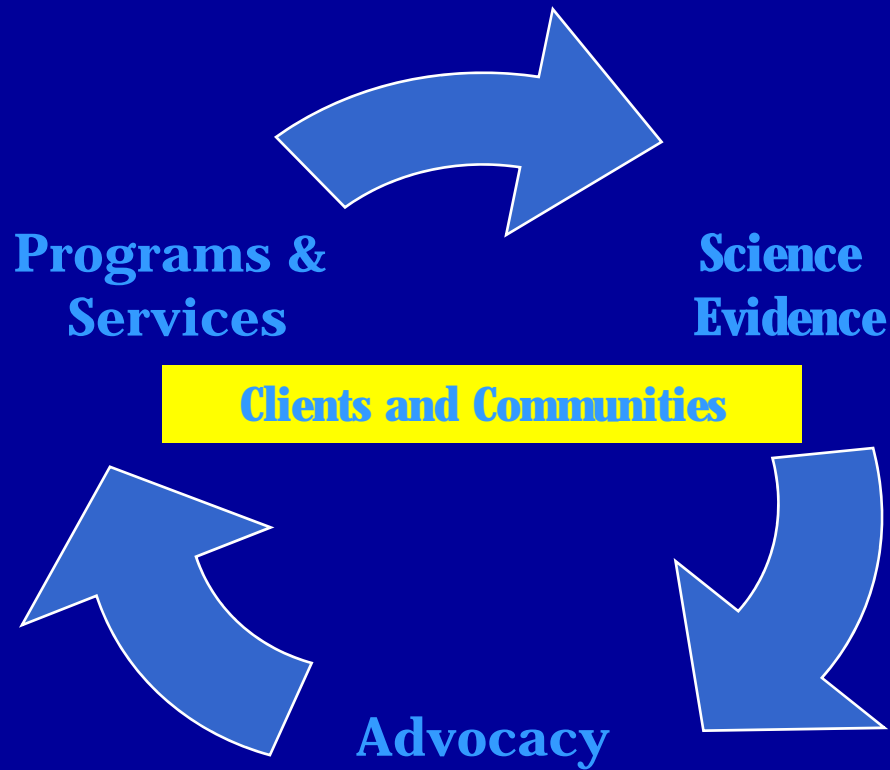 Programs &
Services
Science
Evidence
Clients and Communities
Advocacy